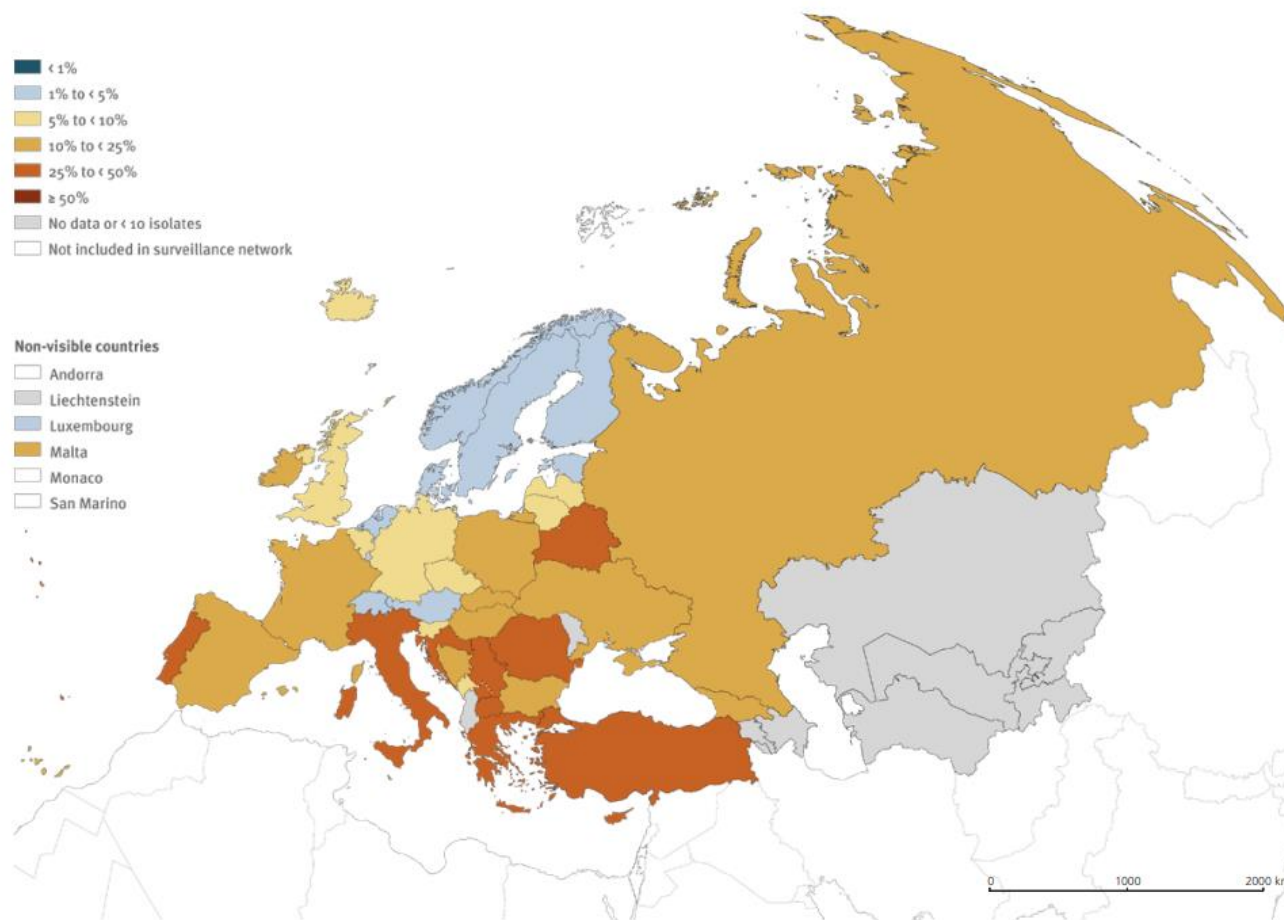 < 1%
1% to < 5%
5% to < 10%
10% to < 25%
25% to < 50%
≥ 50%
No data or < 10 isolates
Not included in surveillance network
Non-visible countries
Andorra
Liechtenstein
Luxembourg
Malta
Monaco
San Marino
0 1000 2000 k